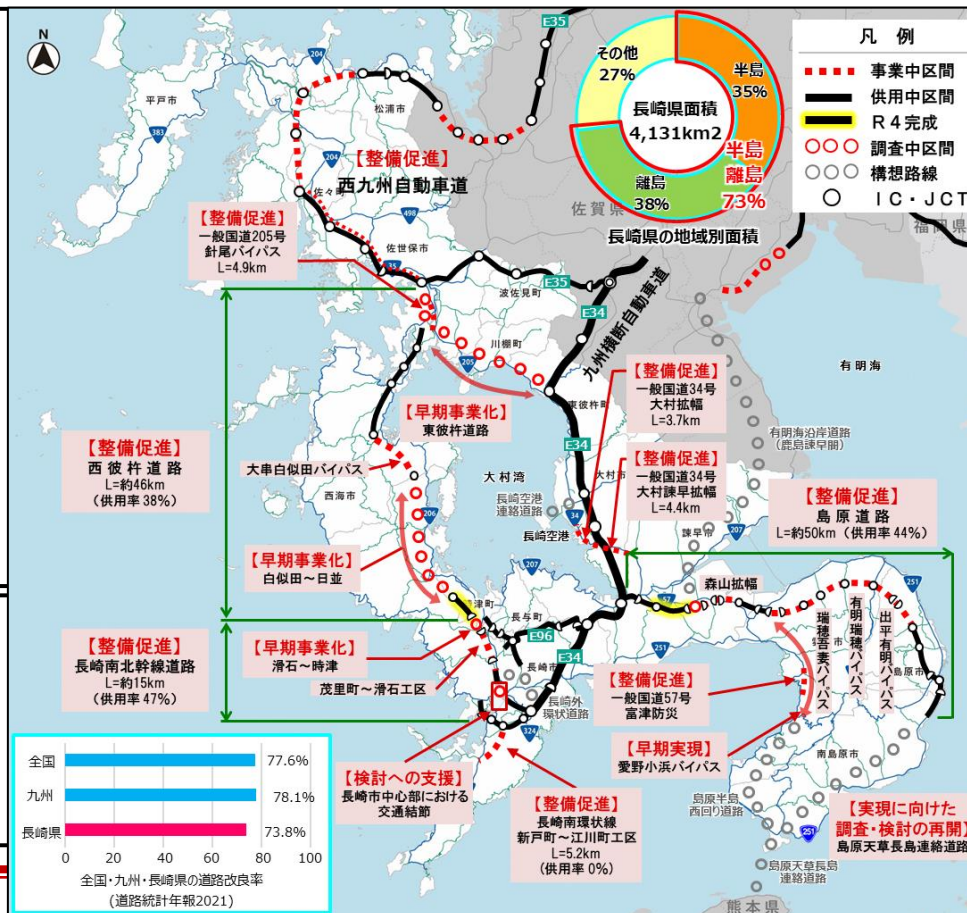 N
E35
204
松浦市
平戸市
383
204
【整備促進】
西九州自動車道
佐々町
498
佐世保市
35
【整備促進】
一般国道205号
針尾バイパス
L=4.9km
その他
27%
半島
35%
長崎県面積
4,131km2
半島
離島
73%
離島
38%
長崎県の地域別面積
凡 例
事業中区間
供用中区間
R4完成
調査中区間
構想路線
IC・JCT
佐賀県
福岡県
波佐見町
E35
E34
九州横断自動車道
川棚町
205
東彼杵町
有明海
【早期事業化】
東彼杵道路
【整備促進】
一般国道34号
大村拡幅
L=3.7km
有明海沿岸道路
(鹿島諫早間)
【整備促進】
西彼杵道路
L=約46km
(供用率 38%)
大串白似田バイパス
大村湾
E34
大村市
長崎空港
連絡道路
34
長崎空港
【整備促進】
一般国道34号
大村諫早拡幅
L=4.4km
【整備促進】
島原道路
L=約50km (供用率 44%)
西海市
206
諫早市
207
【早期事業化】
白似田～日並
207
森山拡幅
57
251
時津町
長与町
【整備促進】
長崎南北幹線道路
L=約15km
(供用率 47%)
【早期事業化】
滑石～時津
茂里町～滑石工区
E96
E34
長崎市
長崎外
環状道路
324
251
瑞穂吾妻バイパス
有明瑞穂バイパス
出平有明バイパス
島原市
【整備促進】
一般国道57号
富津防災
【早期実現】
愛野小浜バイパス
南島原市
島原半島
西回り道路
251
【検討への支援】
長崎市中心部における
交通結節
【整備促進】
長崎南環状線
新戸町～江川町工区
L=5.2km
(供用率 0%)
【実現に向けた
調査・検討の再開】
島原天草長島連絡道路
島原天草長島
連絡道路
熊本県
全国
77.6%
九州
78.1%
長崎県
73.8%
0 20 40 60 80 100
全国・九州・長崎県の道路改良率
(道路統計年報2021)